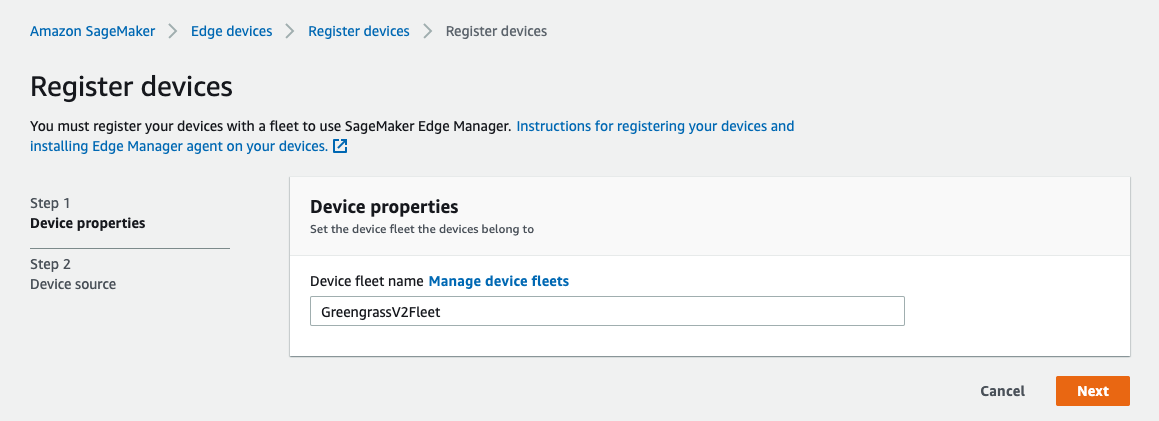 Amazon SageMaker > Edge devices > Register devices > Register devices
Register devices
You must register your devices with a fleet to use SageMaker Edge Manager. Instructions for registering your devices and
installing Edge Manager agent on your devices.
Step 1
Device properties
Step 2
Device source
Device properties
Set the device fleet the devices belong to
Device fleet name Manage device fleets
GreengrassV2Fleet
Cancel Next